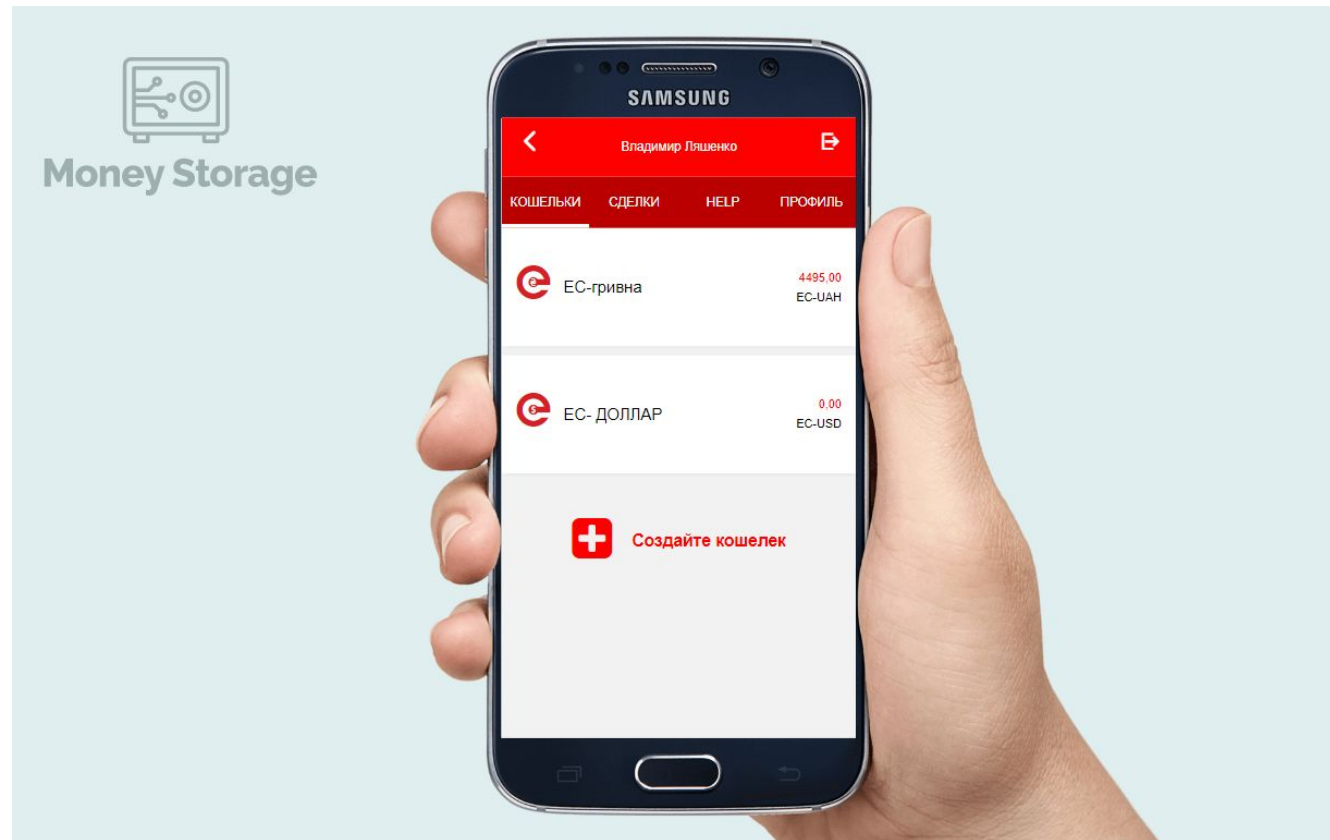 Money Storage
SAMSUNG
Владимир Ляшенко
КОШЕЛЬКИ СДЕЛКИ HELP ПРОФИЛЬ
ЕС-гривна
4495,00
EC-UAH
ЕС- ДОЛЛАР
0,00
EC-USD
Создайте кошелек